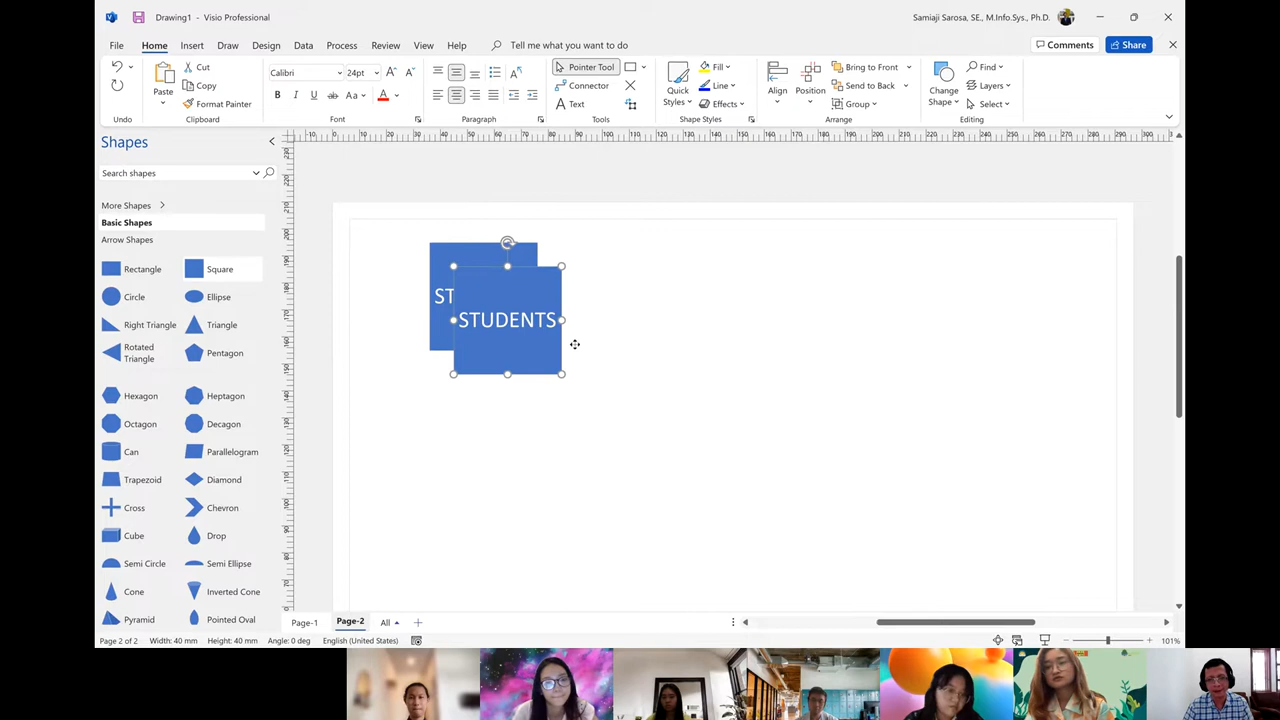 Drawing1 - Visio Professional
Samiaji Sarosa, SE., M.Info.Sys., Ph.D.
File Home Insert Draw Design Data Process Review View Help Tell me what you want to do
Comments Share
Paste Cut Copy Format Painter
Calibri 24pt
B I U ab Aa A
Pointer Tool Connector Text
Quick Styles Fill Line Effects
Align Position Bring to Front Send to Back Group
Change Shape Find Layers Select
Undo Clipboard Font Paragraph Tools Shape Styles Arrange Editing
Shapes
Search shapes
More Shapes
Basic Shapes
Arrow Shapes
Rectangle Square
Circle Ellipse
Right Triangle Triangle
Rotated Triangle Pentagon
Hexagon Heptagon
Octagon Decagon
Can Parallelogram
Trapezoid Diamond
Cross Chevron
Cube Drop
Semi Circle Semi Ellipse
Cone Inverted Cone
Pyramid Pointed Oval
ST
STUDENTS
Page-1 Page-2 All
Page 2 of 2 Width: 40 mm Height: 40 mm Angle: 0 deg English (United States) 101%